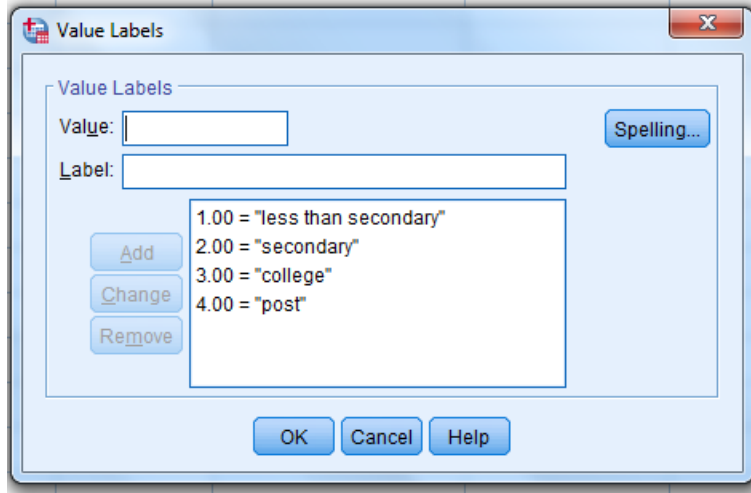 Value Labels
Value Labels
Value:
Spelling...
Label:
1.00 = "less than secondary"
2.00 = "secondary"
3.00 = "college"
4.00 = "post"
Add
Change
Remove
OK
Cancel
Help